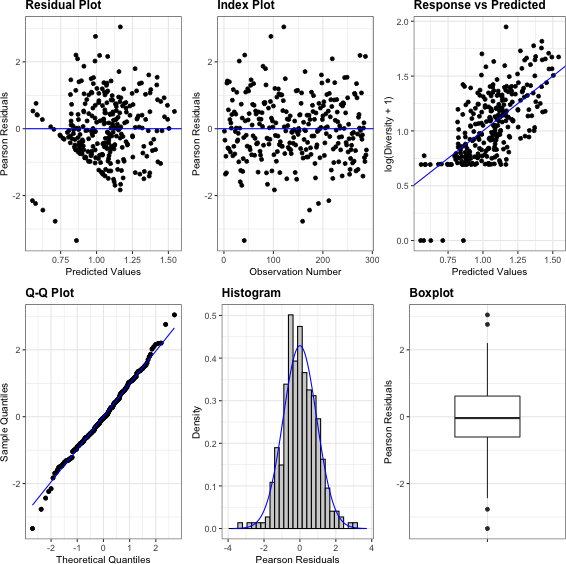 Residual Plot
Pearson Residuals
2
0
-2
0.75 1.00 1.25 1.50
Predicted Values
Index Plot
Pearson Residuals
2
0
-2
0 100 200 300
Observation Number
Response vs Predicted
log(Diversity + 1)
2.0
1.5
1.0
0.5
0.0
0.75 1.00 1.25 1.50
Predicted Values
Q-Q Plot
Sample Quantiles
2
0
-2
-2 0 2
Theoretical Quantiles
Histogram
Density
0.5
0.4
0.3
0.2
0.1
0.0
-4 -2 0 2 4
Pearson Residuals
Boxplot
Pearson Residuals
2
0
-2